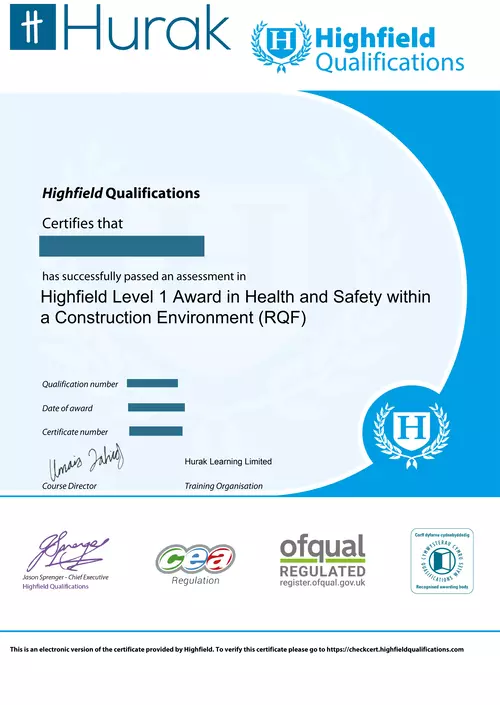 Hurak
Highfield
Qualifications
Highfield Qualifications
Certifies that
has successfully passed an assessment in
Highfield Level 1 Award in Health and Safety within
a Construction Environment (RQF)
Qualification number
Date of award
Certificate number
Hurak Learning Limited
Course Director
Training Organisation
Jason Sprenger - Chief Executive
Highfield Qualifications
cea
Regulation
ofqual
REGULATED
register.ofqual.gov.uk
Corff dyfarnu cydnabyddedig
CYMWYSTERAU CYMRU
QUALIFICATIONS WALES
Recognised awarding body
This is an electronic version of the certificate provided by Highfield. To verify this certificate please go to https://checkcert.highfieldqualifications.com